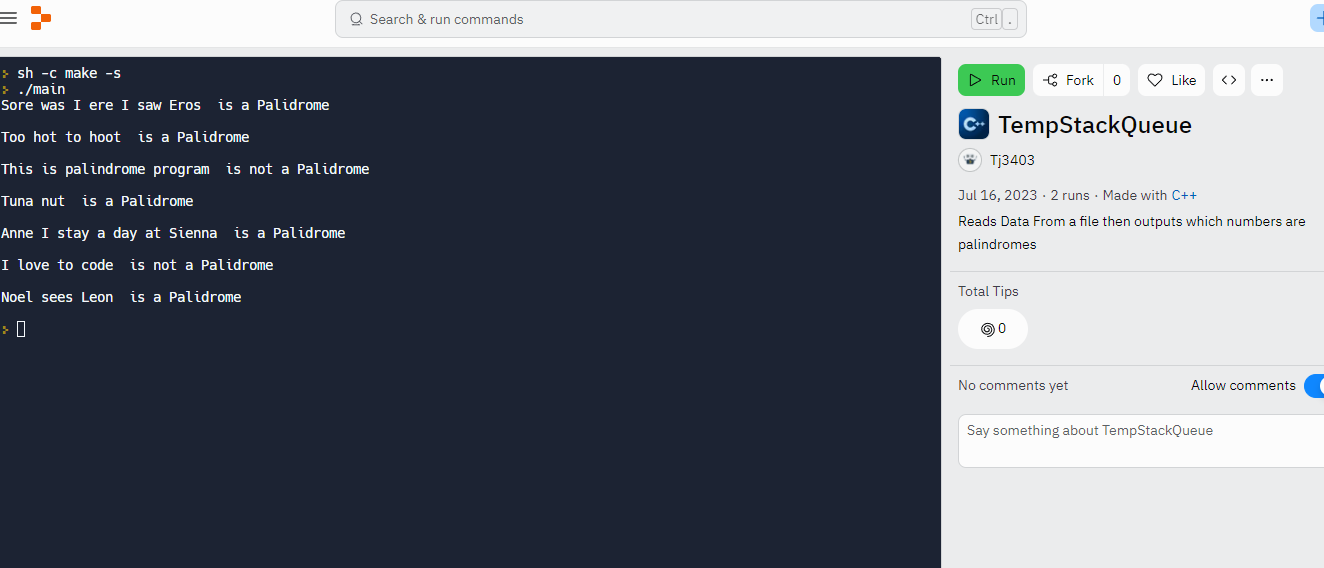 Search & run commands
Ctrl .
sh -c make -s
./main
Sore was I ere I saw Eros  is a Palidrome
Too hot to hoot  is a Palidrome
This is palindrome program  is not a Palidrome
Tuna nut  is a Palidrome
Anne I stay a day at Sienna  is a Palidrome
I love to code  is not a Palidrome
Noel sees Leon  is a Palidrome
Run Fork 0 Like
C++ TempStackQueue
Tj3403
Jul 16, 2023 · 2 runs · Made with C++
Reads Data From a file then outputs which numbers are
palindromes
Total Tips
0
No comments yet Allow comments
Say something about TempStackQueue